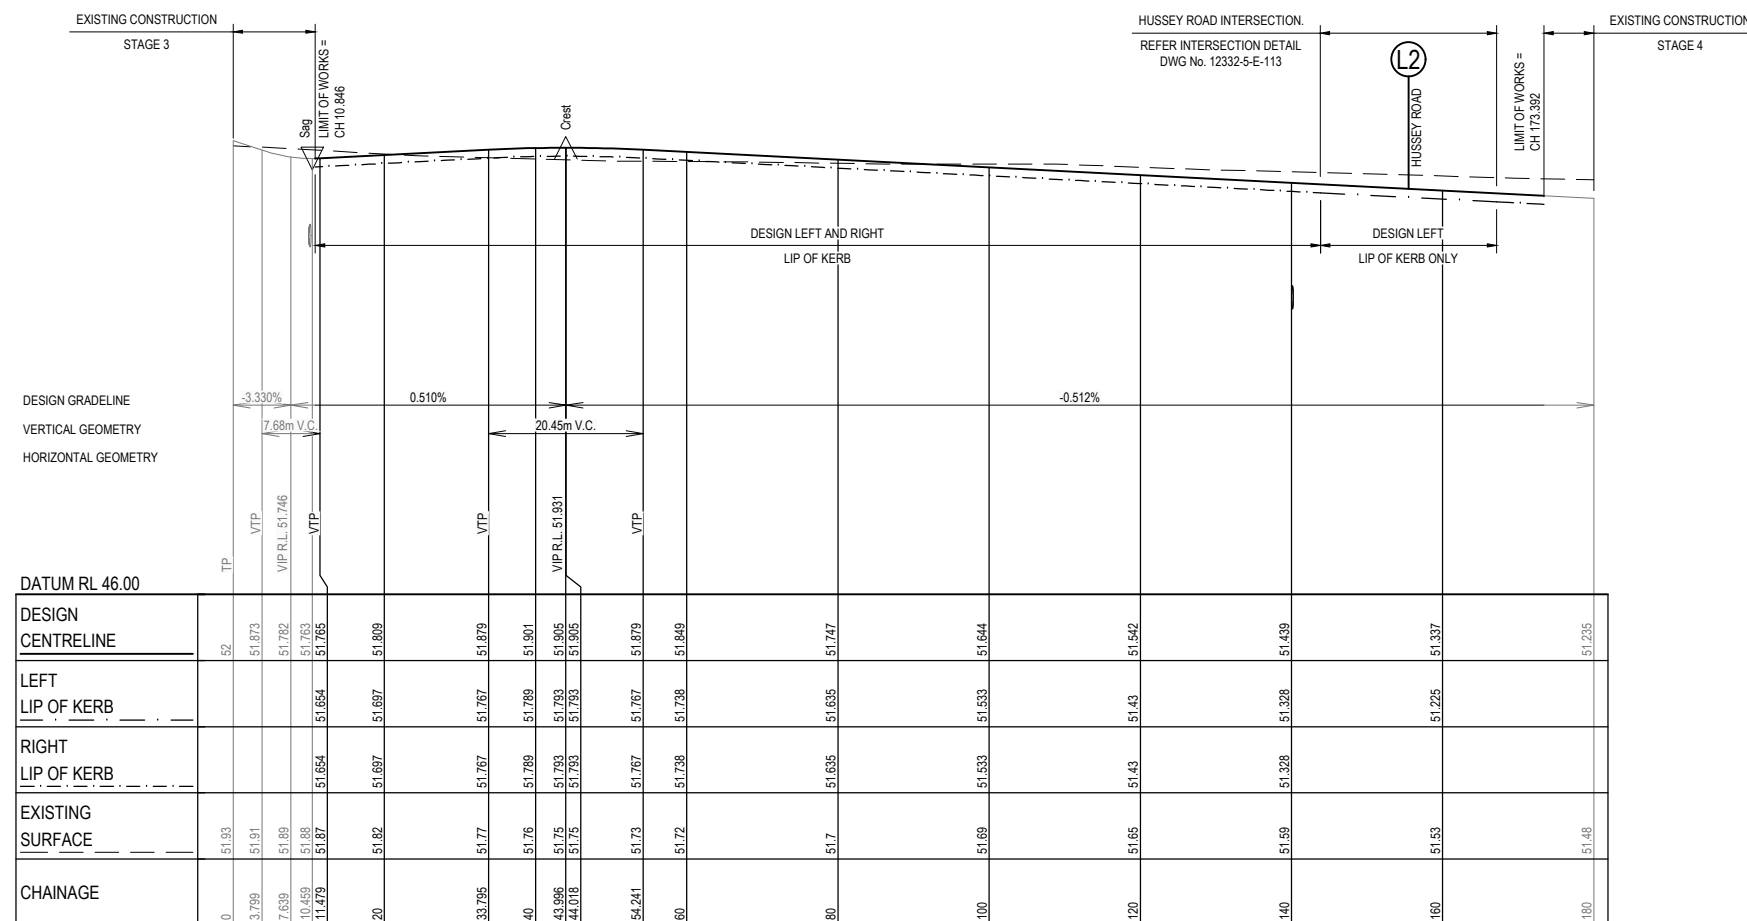 EXISTING CONSTRUCTION
STAGE 3
LIMIT OF WORKS =
CH 10.846
Sag
Crest
HUSSEY ROAD INTERSECTION.
REFER INTERSECTION DETAIL
DWG No. 12332-5-E-113
L2
HUSSEY ROAD
LIMIT OF WORKS =
CH 173.392
EXISTING CONSTRUCTION
STAGE 4
DESIGN LEFT AND RIGHT
LIP OF KERB
DESIGN LEFT
LIP OF KERB ONLY
DESIGN GRADELINE -3.330% 0.510% -0.512%
VERTICAL GEOMETRY 7.68m V.C. 20.45m V.C.
HORIZONTAL GEOMETRY
TP VTP VIP R.L. 51.746 VTP VTP VIP R.L. 51.931 VTP
DATUM RL 46.00
DESIGN
CENTRELINE 52 51.873 51.782 51.763 51.765 51.809 51.879 51.901 51.905 51.905 51.879 51.849 51.747 51.644 51.542 51.439 51.337 51.235
LEFT
LIP OF KERB 51.654 51.697 51.767 51.789 51.793 51.793 51.767 51.738 51.635 51.533 51.43 51.328 51.225
RIGHT
LIP OF KERB 51.654 51.697 51.767 51.789 51.793 51.793 51.767 51.738 51.635 51.533 51.43 51.328
EXISTING
SURFACE 51.93 51.91 51.89 51.88 51.87 51.82 51.77 51.76 51.75 51.75 51.73 51.72 51.7 51.69 51.65 51.59 51.53 51.48
CHAINAGE 0 3.799 7.639 10.459 11.479 20 33.795 40 43.996 44.018 54.241 60 80 100 120 140 160 180